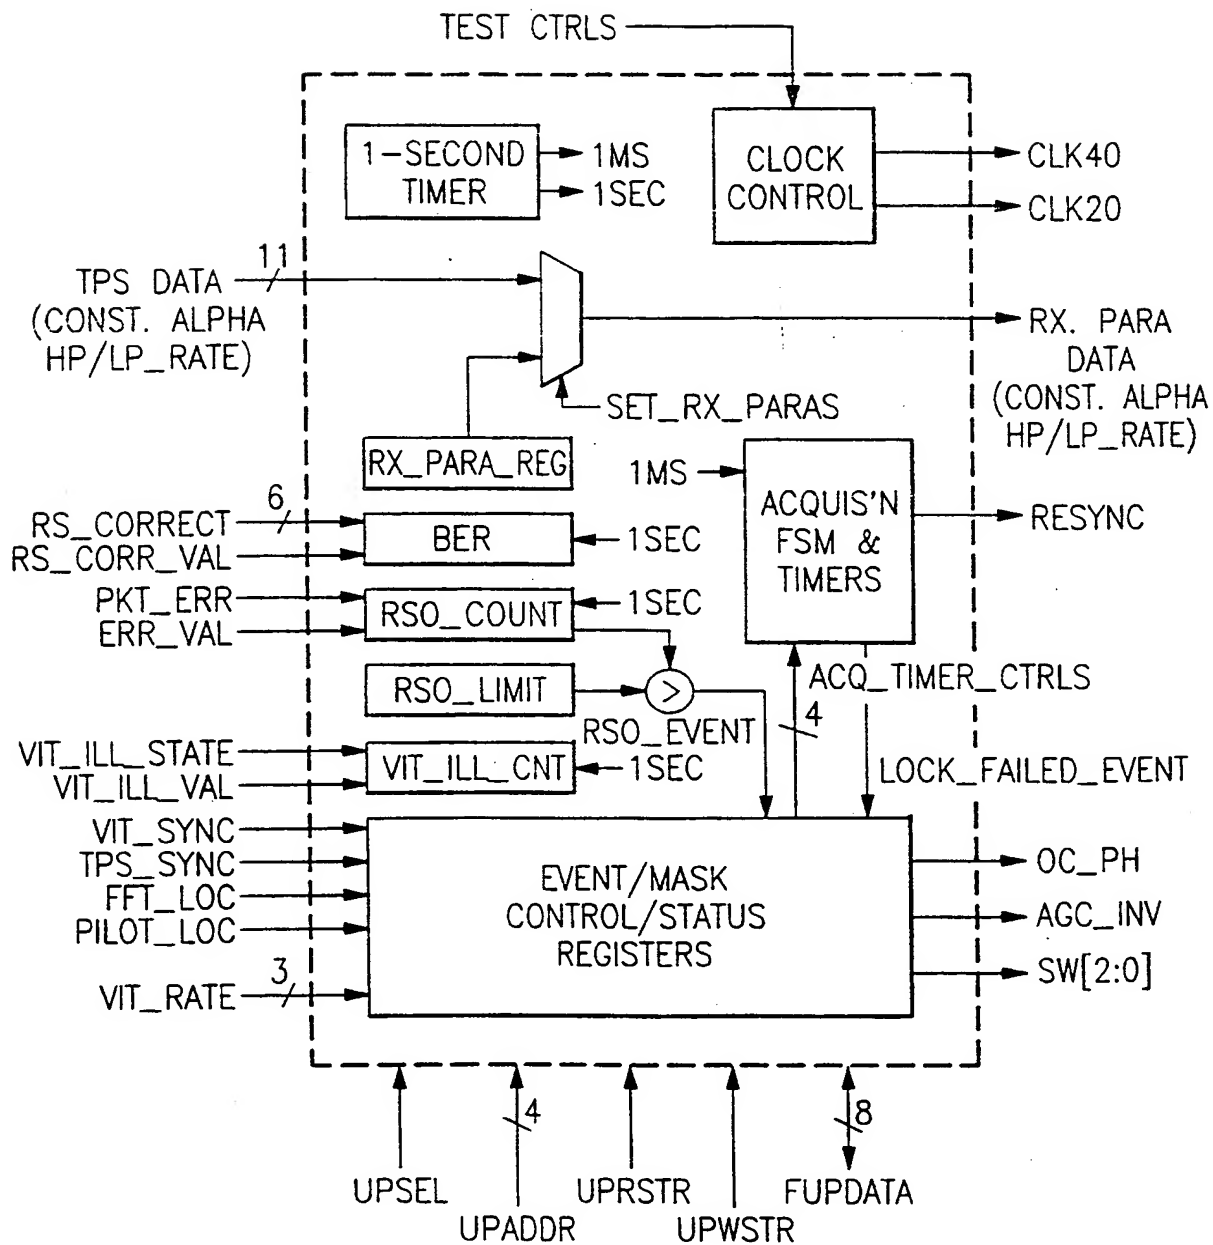 TEST CTRLS
1-SECOND
TIMER
1MS
1SEC
CLOCK
CONTROL
CLK40
CLK20
11
TPS DATA
(CONST. ALPHA
HP/LP_RATE)
RX. PARA
DATA
(CONST. ALPHA
HP/LP_RATE)
SET_RX_PARAS
RX_PARA_REG
1MS
ACQUIS'N
FSM &
TIMERS
RESYNC
6
RS_CORRECT
RS_CORR_VAL
BER
1SEC
PKT_ERR
ERR_VAL
RSO_COUNT
1SEC
RSO_LIMIT
>
RSO_EVENT
ACQ_TIMER_CTRLS
4
VIT_ILL_STATE
VIT_ILL_VAL
VIT_ILL_CNT
1SEC
LOCK_FAILED_EVENT
VIT_SYNC
TPS_SYNC
FFT_LOC
PILOT_LOC
3
VIT_RATE
EVENT/MASK
CONTROL/STATUS
REGISTERS
OC_PH
AGC_INV
SW[2:0]
4
8
UPSEL
UPADDR
UPRSTR
UPWSTR
FUPDATA